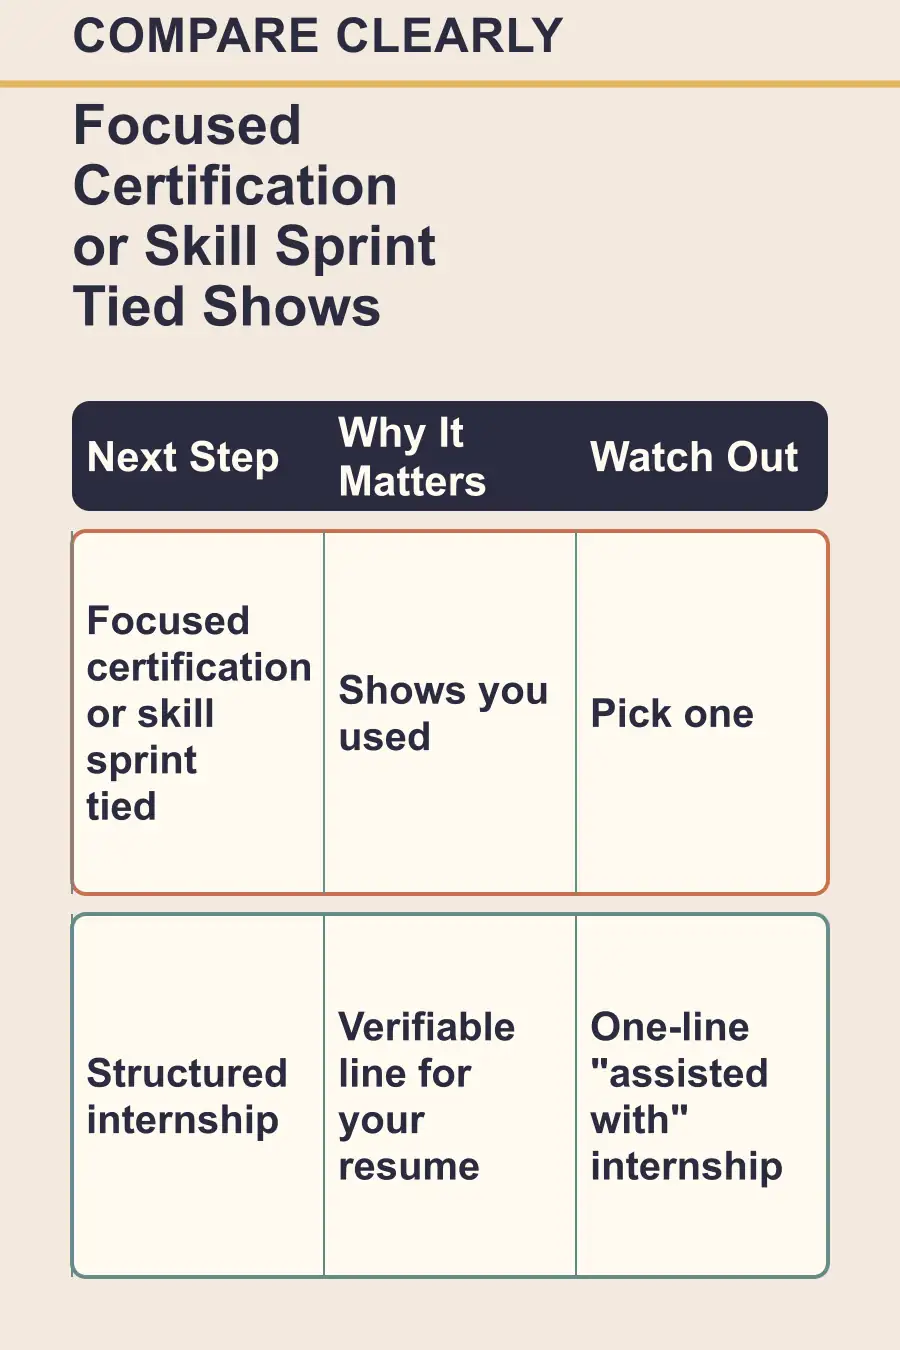 COMPARE CLEARLY
Focused
Certification
or Skill Sprint
Tied Shows
Next Step
Why It
Matters
Watch Out
Focused
certification
or skill
sprint
tied
Shows you
used
Pick one
Structured
internship
Verifiable
line for
your
resume
One-line
"assisted
with"
internship